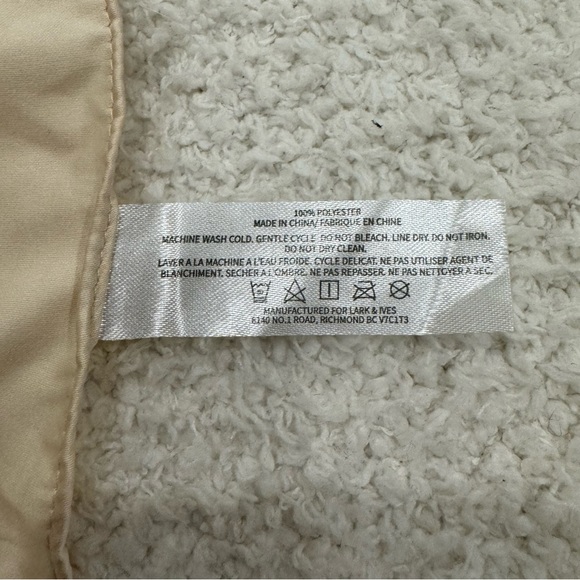 100% POLYESTER
MADE IN CHINA/ FABRIQUE EN CHINE
MACHINE WASH COLD. GENTLE CYCLE. DO NOT BLEACH. LINE DRY. DO NOT IRON.
DO NOT DRY CLEAN.
LAVER A LA MACHINE A L'EAU FROIDE. CYCLE DELICAT. NE PAS UTILISER AGENT DE
BLANCHIMENT. SECHER A L'OMBRE. NE PAS REPASSER. NE PAS NETTOYER A SEC.
MANUFACTURED FOR LARK & IVES
8140 NO.1 ROAD, RICHMOND BC V7C1T3